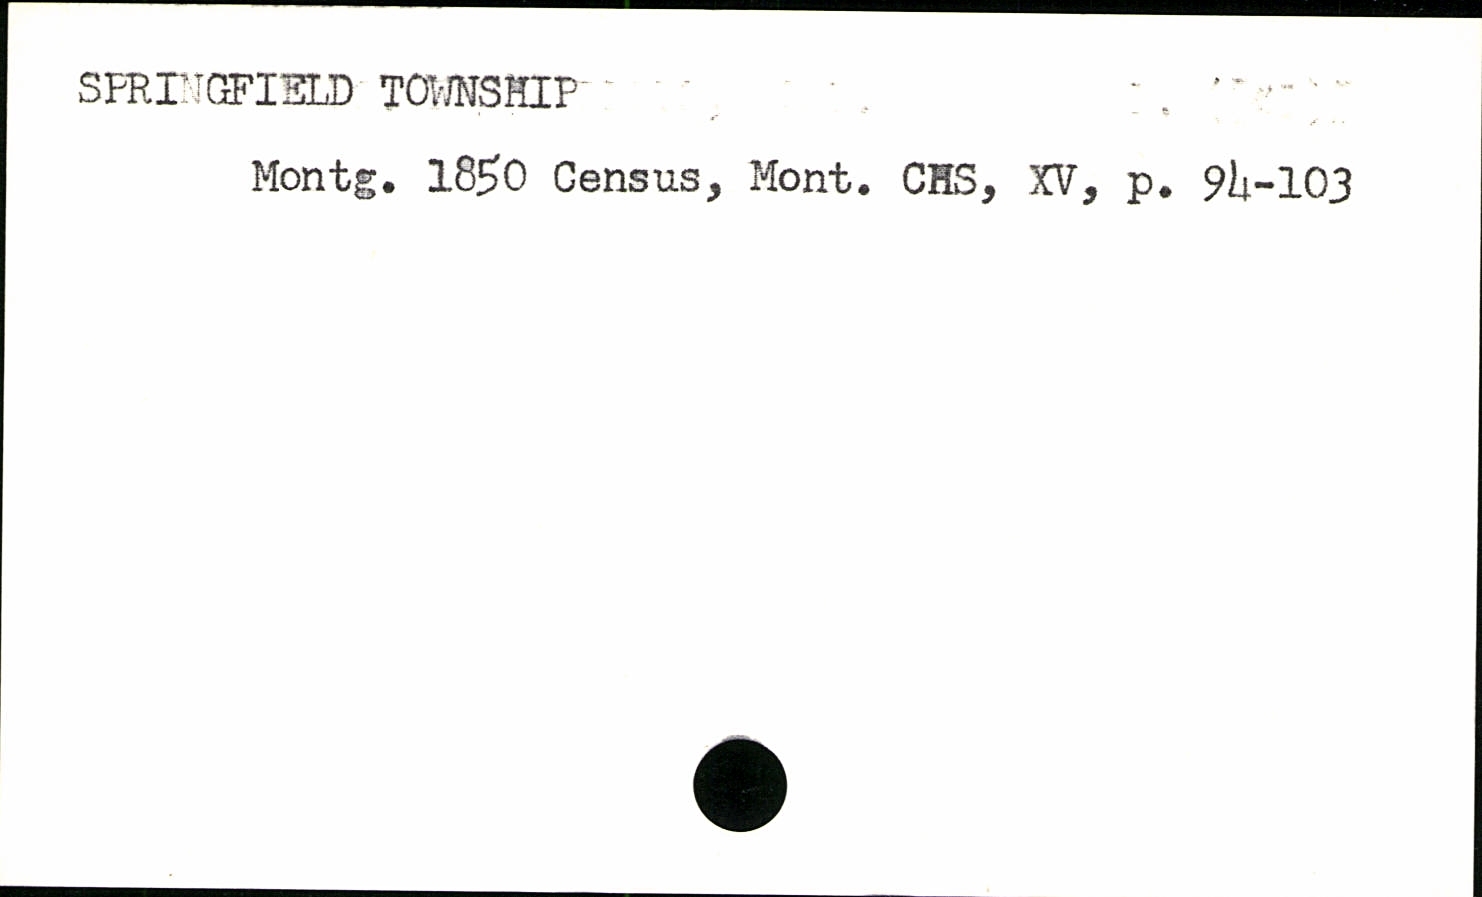 SPRINGFIELD TOWNSHIP
Montg. 1850 Census, Mont. CHS, XV, p. 94-103